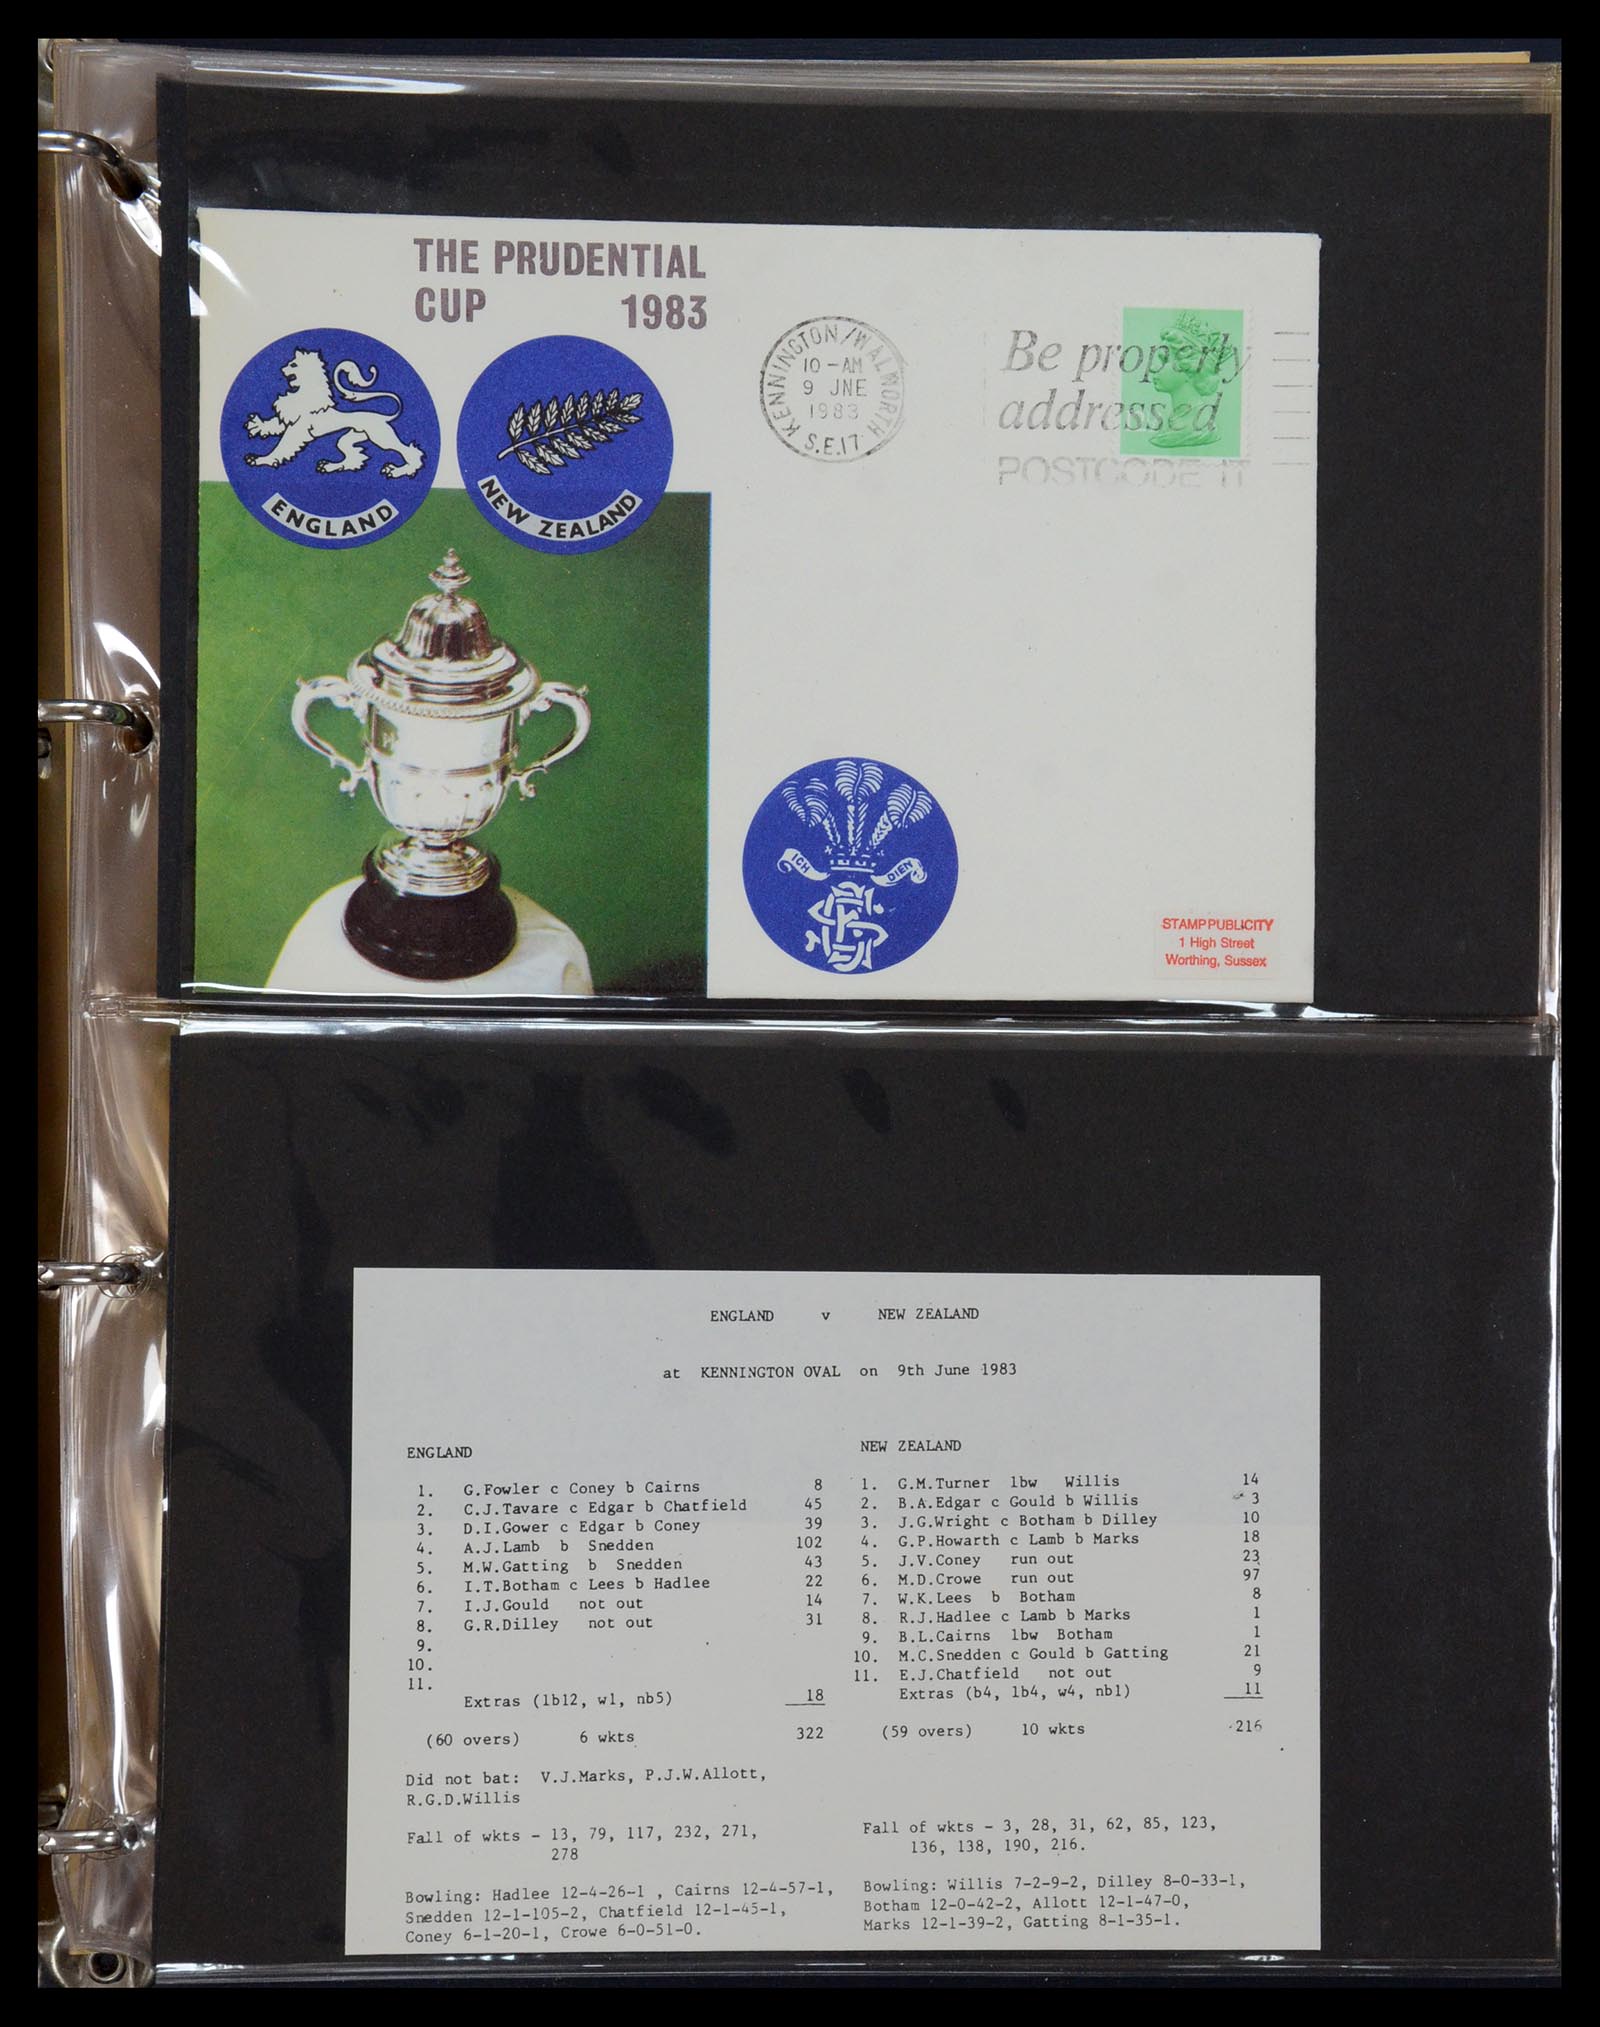 THE PRUDENTIAL
CUP 1983
ENGLAND
NEW ZEALAND
KENNINGTON/WALWORTH
10-AM
9 JNE
1983
S.E.17
Be properly
addressed
POSTCODE IT
ICH DIEN
STAMP PUBLICITY
1 High Street
Worthing, Sussex
ENGLAND v NEW ZEALAND
at KENNINGTON OVAL on 9th June 1983
ENGLAND
1. G.Fowler c Coney b Cairns 8
2. C.J.Tavare c Edgar b Chatfield 45
3. D.I.Gower c Edgar b Coney 39
4. A.J.Lamb b Snedden 102
5. M.W.Gatting b Snedden 43
6. I.T.Botham c Lees b Hadlee 22
7. I.J.Gould not out 14
8. G.R.Dilley not out 31
9.
10.
11.
Extras (lb12, w1, nb5) 18
(60 overs) 6 wkts 322
Did not bat: V.J.Marks, P.J.W.Allott,
R.G.D.Willis
Fall of wkts - 13, 79, 117, 232, 271,
278
Bowling: Hadlee 12-4-26-1 , Cairns 12-4-57-1,
Snedden 12-1-105-2, Chatfield 12-1-45-1,
Coney 6-1-20-1, Crowe 6-0-51-0.
NEW ZEALAND
1. G.M.Turner lbw Willis 14
2. B.A.Edgar c Gould b Willis 3
3. J.G.Wright c Botham b Dilley 10
4. G.P.Howarth c Lamb b Marks 18
5. J.V.Coney run out 23
6. M.D.Crowe run out 97
7. W.K.Lees b Botham 8
8. R.J.Hadlee c Lamb b Marks 1
9. B.L.Cairns lbw Botham 1
10. M.C.Snedden c Gould b Gatting 21
11. E.J.Chatfield not out 9
Extras (b4, lb4, w4, nb1) 11
(59 overs) 10 wkts 216
Fall of wkts - 3, 28, 31, 62, 85, 123,
136, 138, 190, 216.
Bowling: Willis 7-2-9-2, Dilley 8-0-33-1,
Botham 12-0-42-2, Allott 12-1-47-0,
Marks 12-1-39-2, Gatting 8-1-35-1.